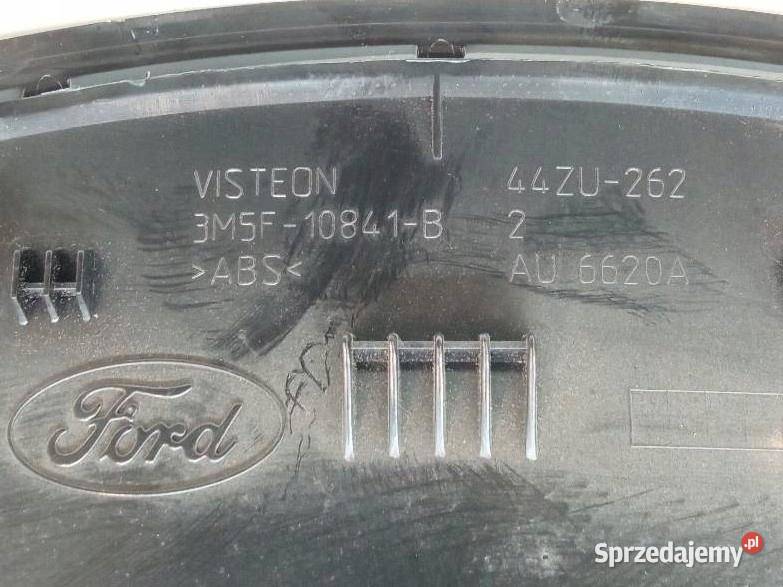 VISTEON 44ZU-262
3M5F-10841-B 2
>ABS< AU 6620A
Ford
Sprzedajemy.pl